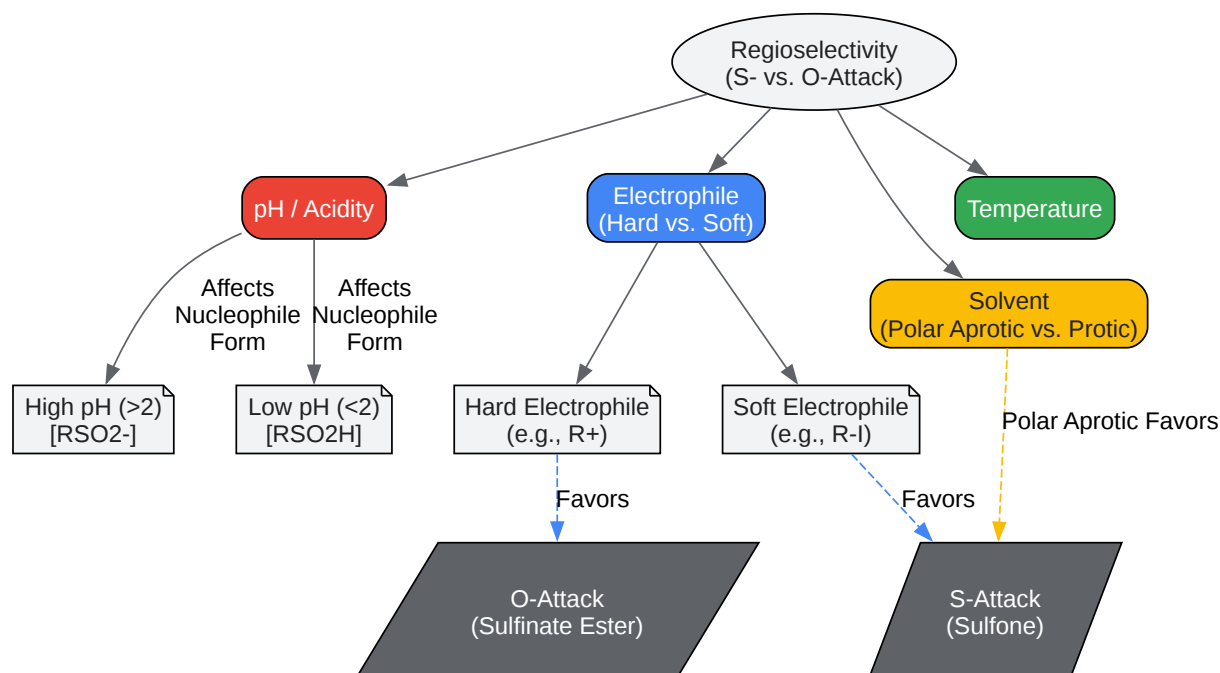 Regioselectivity
(S- vs. O-Attack)
pH / Acidity
Electrophile
(Hard vs. Soft)
Temperature
Affects
Nucleophile
Form
Affects
Nucleophile
Form
Solvent
(Polar Aprotic vs. Protic)
High pH (>2)
[RSO2-]
Low pH (<2)
[RSO2H]
Hard Electrophile
(e.g., R+)
Soft Electrophile
(e.g., R-I)
Polar Aprotic Favors
Favors
Favors
O-Attack
(Sulfinate Ester)
S-Attack
(Sulfone)